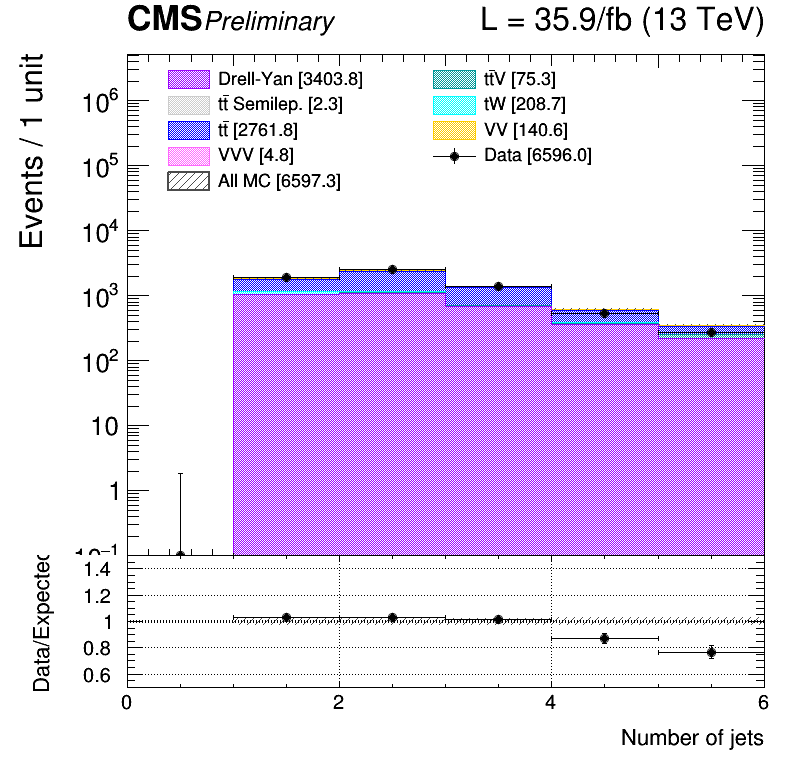 CMS Preliminary L = 35.9/fb (13 TeV)
Events / 1 unit
Drell-Yan [3403.8]
tt̄ Semilep. [2.3]
tt̄ [2761.8]
VVV [4.8]
All MC [6597.3]
tt̄V [75.3]
tW [208.7]
VV [140.6]
Data [6596.0]
10⁶
10⁵
10⁴
10³
10²
10
1
10⁻¹
Data/Expected
1.4
1.2
1
0.8
0.6
0 2 4 6
Number of jets